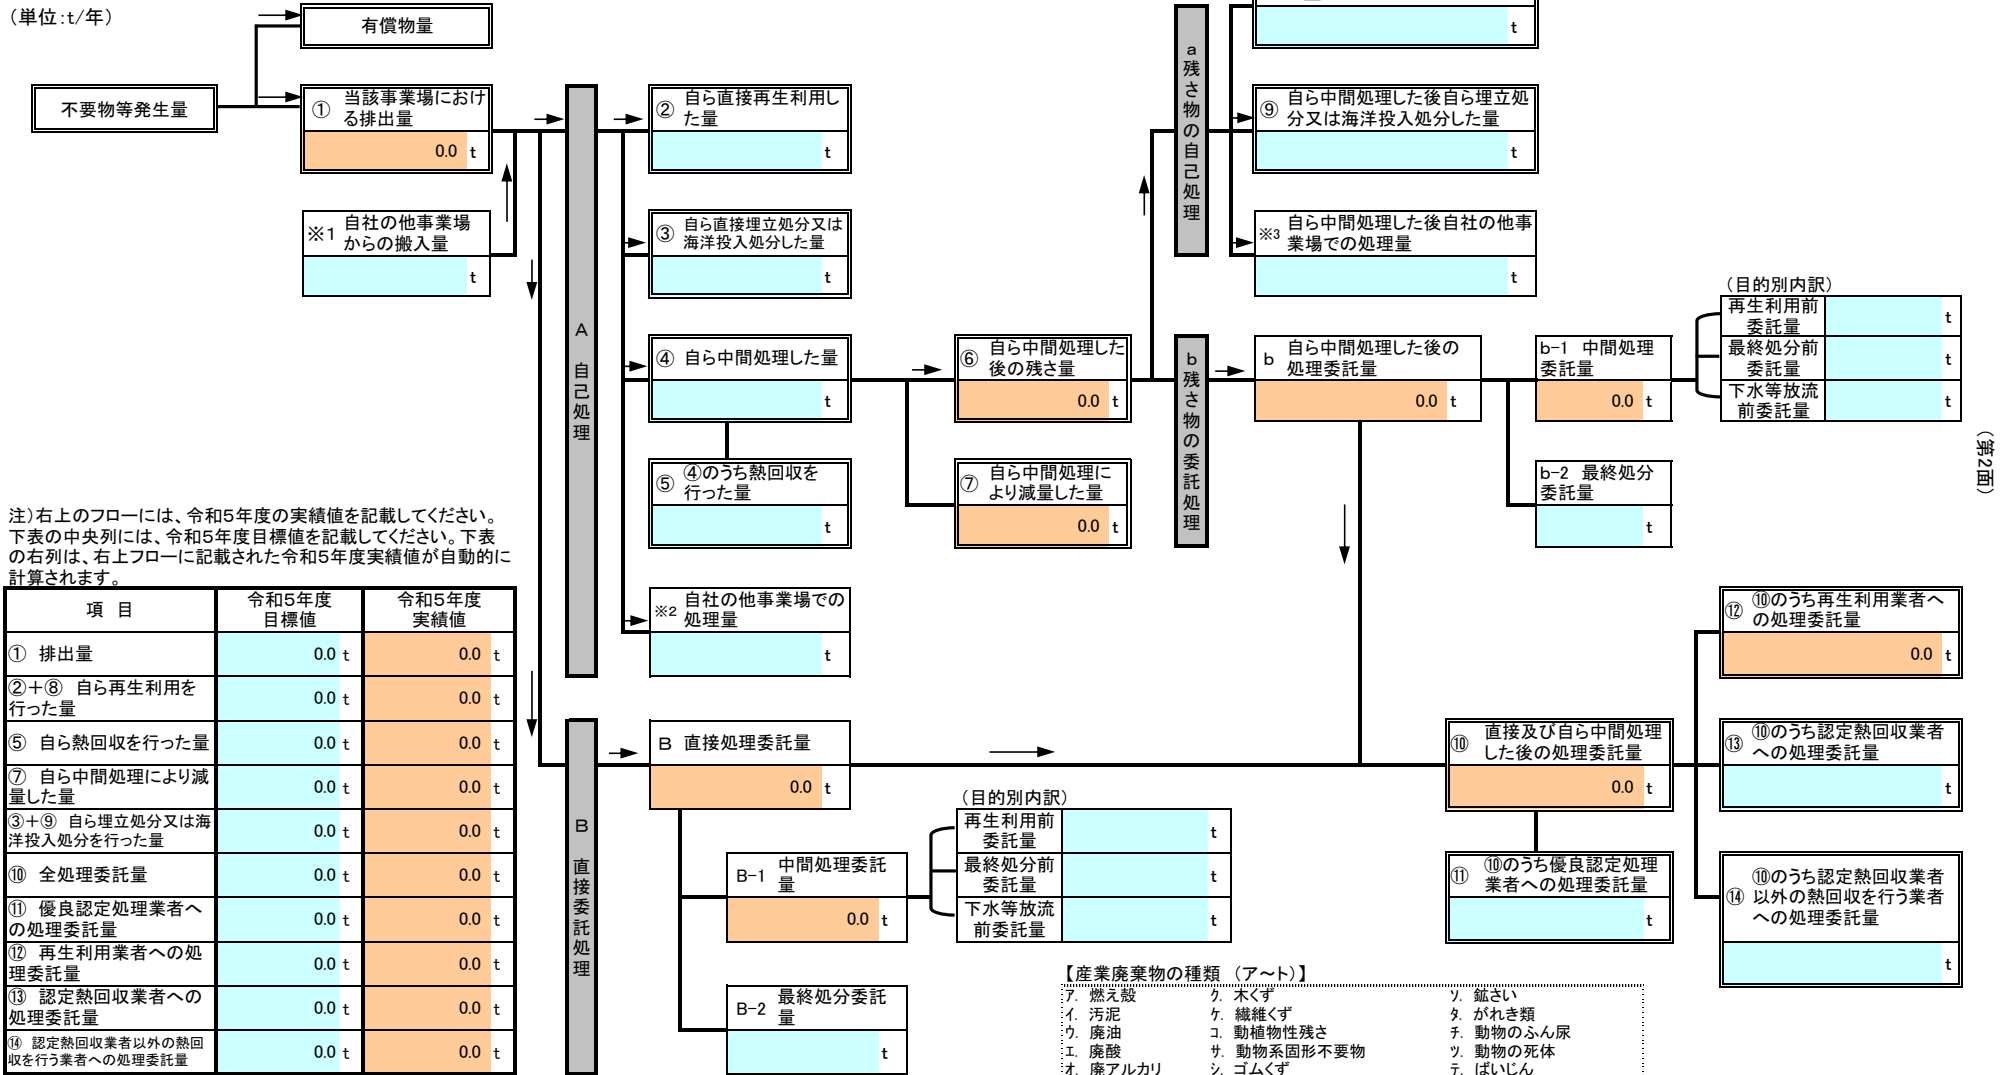 （単位:t/年）
有償物量
不要物等発生量
① 当該事業場におけ
る排出量
0.0 t
※1 自社の他事業場
からの搬入量
t
A 自己処理
② 自ら直接再生利用し
た量
t
③ 自ら直接埋立処分又は
海洋投入処分した量
t
④ 自ら中間処理した量
t
⑤ ④のうち熱回収を
行った量
t
※2 自社の他事業場での
処理量
t
⑥ 自ら中間処理した
後の残さ量
0.0 t
⑦ 自ら中間処理に
より減量した量
0.0 t
a 残さ物の自己処理
t
⑨ 自ら中間処理した後自ら埋立処
分又は海洋投入処分した量
t
※3 自ら中間処理した後自社の他事
業場での処理量
t
b 残さ物の委託処理
b 自ら中間処理した後の
処理委託量
0.0 t
b-1 中間処理
委託量
0.0 t
b-2 最終処分
委託量
t
（目的別内訳）
再生利用前
委託量
t
最終処分前
委託量
t
下水等放流
前委託量
t
（第2面）
注）右上のフローには、令和5年度の実績値を記載してください。
下表の中央列には、令和5年度目標値を記載してください。下表
の右列は、右上フローに記載された令和5年度実績値が自動的に
計算されます。
項 目
令和5年度
目標値
令和5年度
実績値
① 排出量
0.0 t 0.0 t
②＋⑧ 自ら再生利用を
行った量
0.0 t 0.0 t
⑤ 自ら熱回収を行った量
0.0 t 0.0 t
⑦ 自ら中間処理により減
量した量
0.0 t 0.0 t
③＋⑨ 自ら埋立処分又は海
洋投入処分を行った量
0.0 t 0.0 t
⑩ 全処理委託量
0.0 t 0.0 t
⑪ 優良認定処理業者へ
の処理委託量
0.0 t 0.0 t
⑫ 再生利用業者への処
理委託量
0.0 t 0.0 t
⑬ 認定熱回収業者への
処理委託量
0.0 t 0.0 t
⑭ 認定熱回収業者以外の熱回
収を行う業者への処理委託量
0.0 t 0.0 t
B 直接委託処理
B 直接処理委託量
0.0 t
B-1 中間処理委託
量
0.0 t
B-2 最終処分委託
量
t
（目的別内訳）
再生利用前
委託量
t
最終処分前
委託量
t
下水等放流
前委託量
t
⑩ 直接及び自ら中間処理
した後の処理委託量
0.0 t
⑪ ⑩のうち優良認定処理
業者への処理委託量
t
⑫ ⑩のうち再生利用業者へ
の処理委託量
0.0 t
⑬ ⑩のうち認定熱回収業者
への処理委託量
t
⑭ ⑩のうち認定熱回収業者
以外の熱回収を行う業者
への処理委託量
t
【産業廃棄物の種類 （ア～ト）】
ア. 燃え殻 ク. 木くず ソ. 鉱さい
イ. 汚泥 ケ. 繊維くず タ. がれき類
ウ. 廃油 コ. 動植物性残さ チ. 動物のふん尿
エ. 廃酸 サ. 動物系固形不要物 ツ. 動物の死体
オ. 廃アルカリ シ. ゴムくず テ. ばいじん